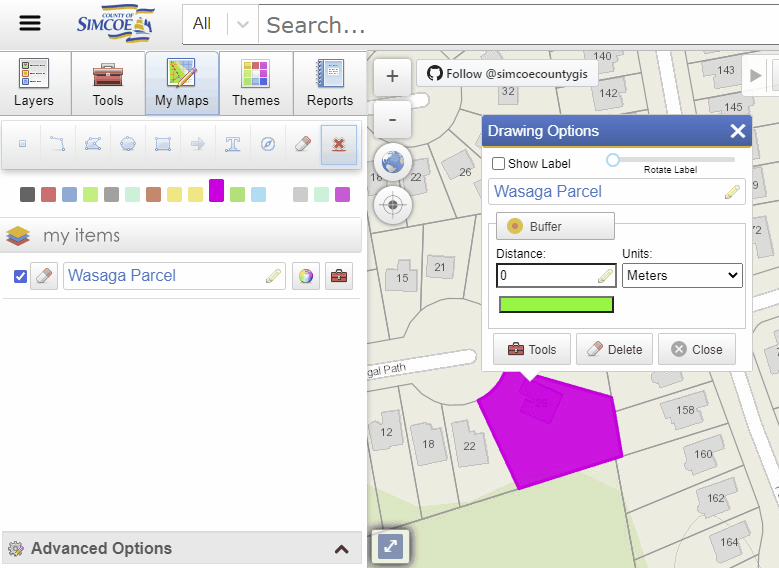 COUNTY OF
SIMCOE
All
Search...
Layers
Tools
My Maps
Themes
Reports
my items
Wasaga Parcel
Advanced Options
+
-
Follow @simcoecountygis
Drawing Options
Show Label
Rotate Label
Wasaga Parcel
Buffer
Distance:
Units:
0
Meters
Tools
Delete
Close
140
143
32
142
145
26
22
15
21
72
gal Path
12
18
22
158
160
162
164